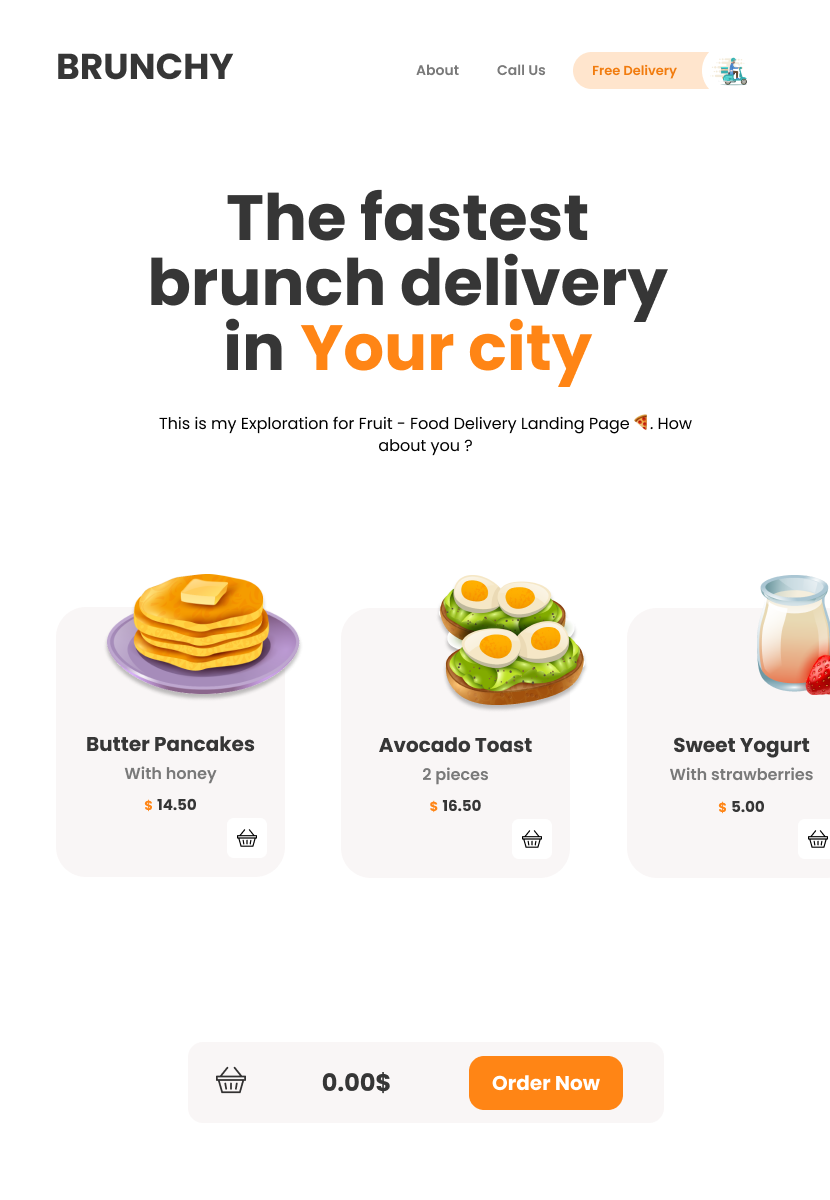 BRUNCHY
About
Call Us
Free Delivery
The fastest
brunch delivery
in Your city
This is my Exploration for Fruit - Food Delivery Landing Page 🍕. How
about you ?
Butter Pancakes
With honey
$ 14.50
Avocado Toast
2 pieces
$ 16.50
Sweet Yogurt
With strawberries
$ 5.00
0.00$
Order Now